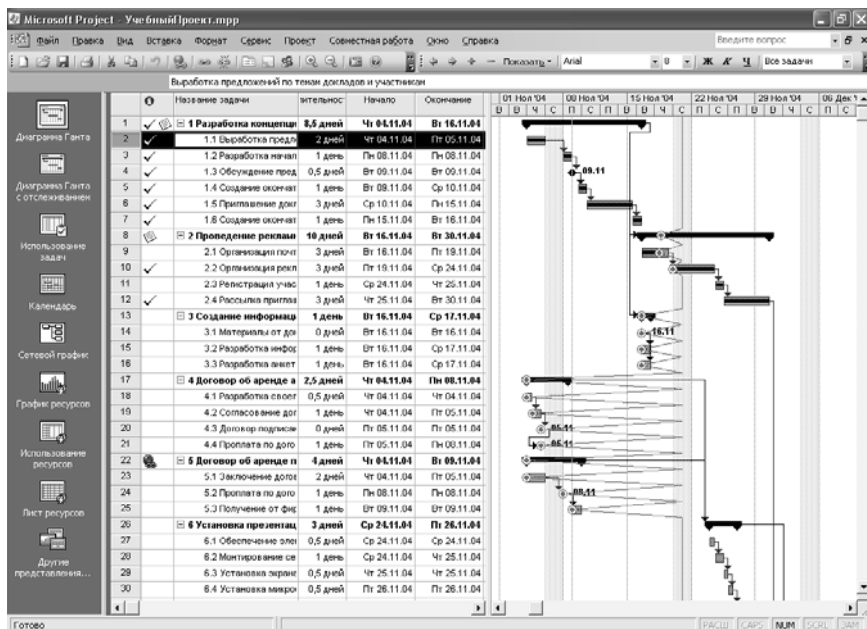 Microsoft Project - УчебныйПроект.mpp
Файл Правка Вид Вставка Формат Сервис Проект Совместная работа Окно Справка Введите вопрос
Показать Arial 8 Ж К Ч Все задачи
Выработка предложений по темам докладов и участникам
Название задачи ительнос Начало Окончание 01 Ноя '04 08 Ноя '04 15 Ноя '04 22 Ноя '04 29 Ноя '04 06 Дек
В В Ч С П С П В Ч С П С В В Ч С П С П С
1 1 Разработка концепци 8,5 дней Чт 04.11.04 Вт 16.11.04
2 1.1 Выработка предл 2 дней Чт 04.11.04 Пт 05.11.04
3 1.2 Разработка начал 1 день Пн 08.11.04 Пн 08.11.04
4 1.3 Обсуждение пред 0,5 дней Вт 09.11.04 Вт 09.11.04 09.11
5 1.4 Создание окончат 1 день Вт 09.11.04 Ср 10.11.04
6 1.5 Приглашение докл 3 дней Ср 10.11.04 Пн 15.11.04
7 1.6 Создание окончат 1 день Пн 15.11.04 Вт 16.11.04
8 2 Проведение рекламн 10 дней Вт 16.11.04 Вт 30.11.04
9 2.1 Организация почт 3 дней Вт 16.11.04 Пт 19.11.04
10 2.2 Организация рекл 3 дней Пт 19.11.04 Ср 24.11.04
11 2.3 Регистрация учас 1 день Ср 24.11.04 Чт 25.11.04
12 2.4 Рассылка приглаш 3 дней Чт 25.11.04 Вт 30.11.04
13 3 Создание информац 1 день Вт 16.11.04 Ср 17.11.04
14 3.1 Материалы от док 0 дней Вт 16.11.04 Вт 16.11.04 16.11
15 3.2 Разработка инфор 1 день Вт 16.11.04 Ср 17.11.04
16 3.3 Разработка анкет 1 день Вт 16.11.04 Ср 17.11.04
17 4 Договор об аренде а 2,5 дней Чт 04.11.04 Пн 08.11.04
18 4.1 Разработка своег 0,5 дней Чт 04.11.04 Чт 04.11.04
19 4.2 Согласование дог 1 день Чт 04.11.04 Пт 05.11.04
20 4.3 Договор подписан 0 дней Пт 05.11.04 Пт 05.11.04 05.11
21 4.4 Проплата по дого 1 день Пт 05.11.04 Пн 08.11.04 05.11
22 5 Договор об аренде п 4 дней Чт 04.11.04 Вт 09.11.04
23 5.1 Заключение догов 2 дней Чт 04.11.04 Пт 05.11.04
24 5.2 Проплата по дого 1 день Пн 08.11.04 Пн 08.11.04 08.11
25 5.3 Получение от фир 1 день Вт 09.11.04 Вт 09.11.04
26 6 Установка презентац 3 дней Ср 24.11.04 Пт 26.11.04
27 6.1 Обеспечение элек 0,5 дней Ср 24.11.04 Ср 24.11.04
28 6.2 Монтирование се 1 день Ср 24.11.04 Чт 25.11.04
29 6.3 Установка экрана 0,5 дней Чт 25.11.04 Чт 25.11.04
30 6.4 Установка микро 0,5 дней Пт 26.11.04 Пт 26.11.04
Диаграмма Ганта
Диаграмма Ганта
с отслеживанием
Использование
задач
Календарь
Сетевой график
График ресурсов
Использование
ресурсов
Лист ресурсов
Другие
представления...
Готово РАСШ CAPS NUM SCRL ЗАМ